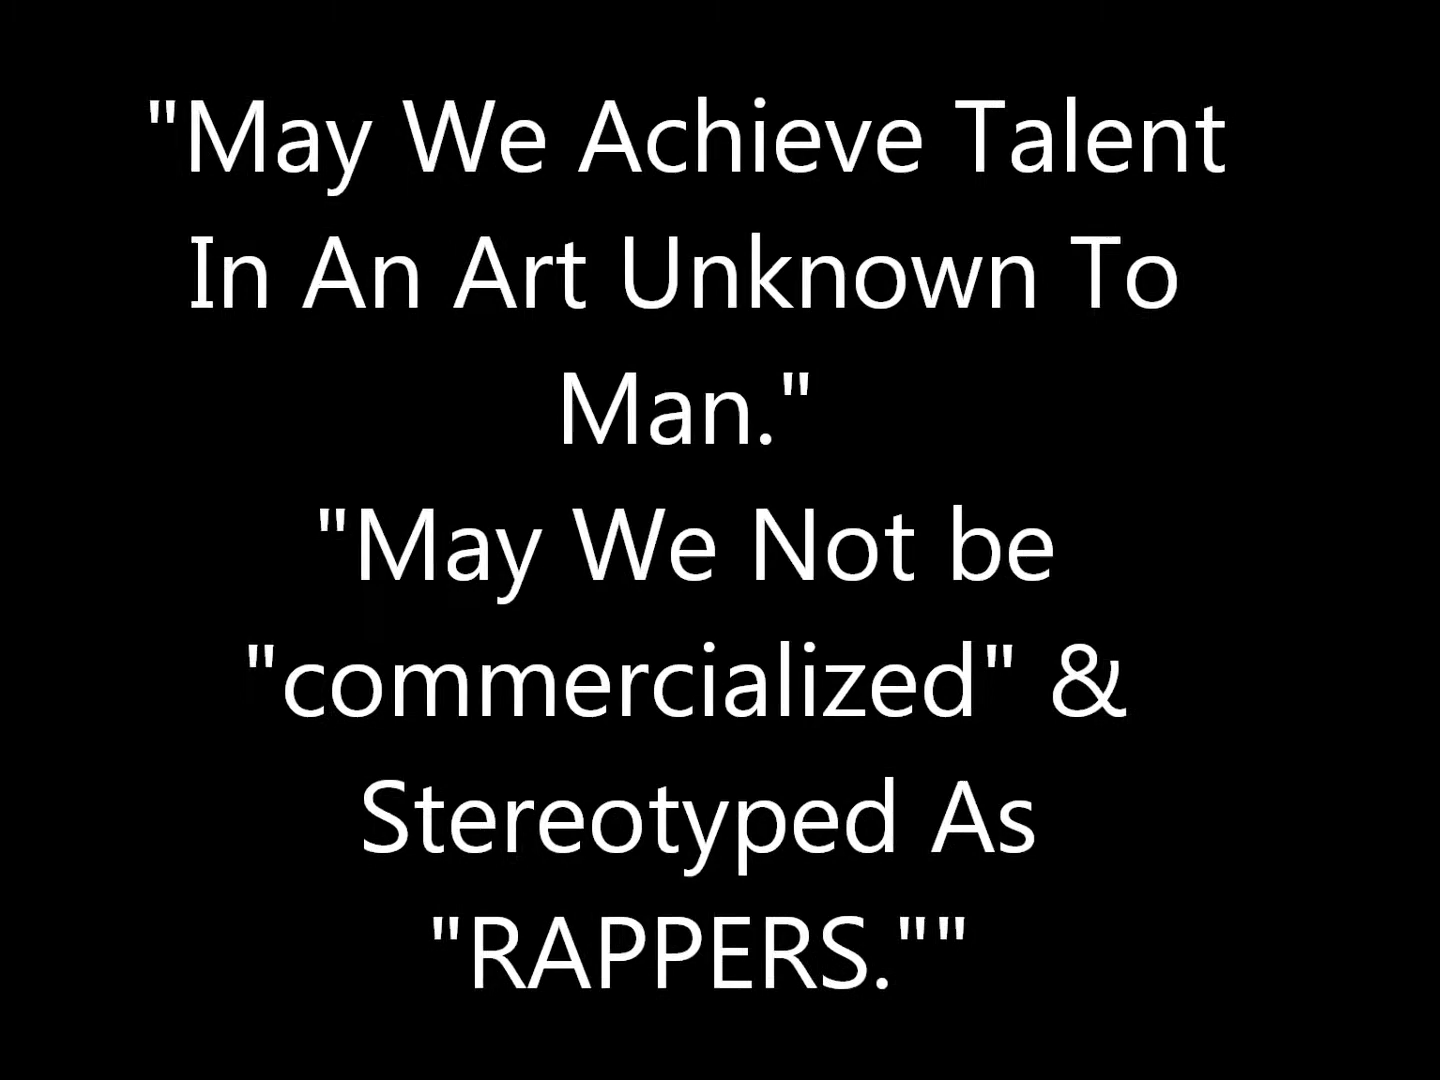 "May We Achieve Talent
In An Art Unknown To
Man."
"May We Not be
"commercialized" &
Stereotyped As
"RAPPERS.""